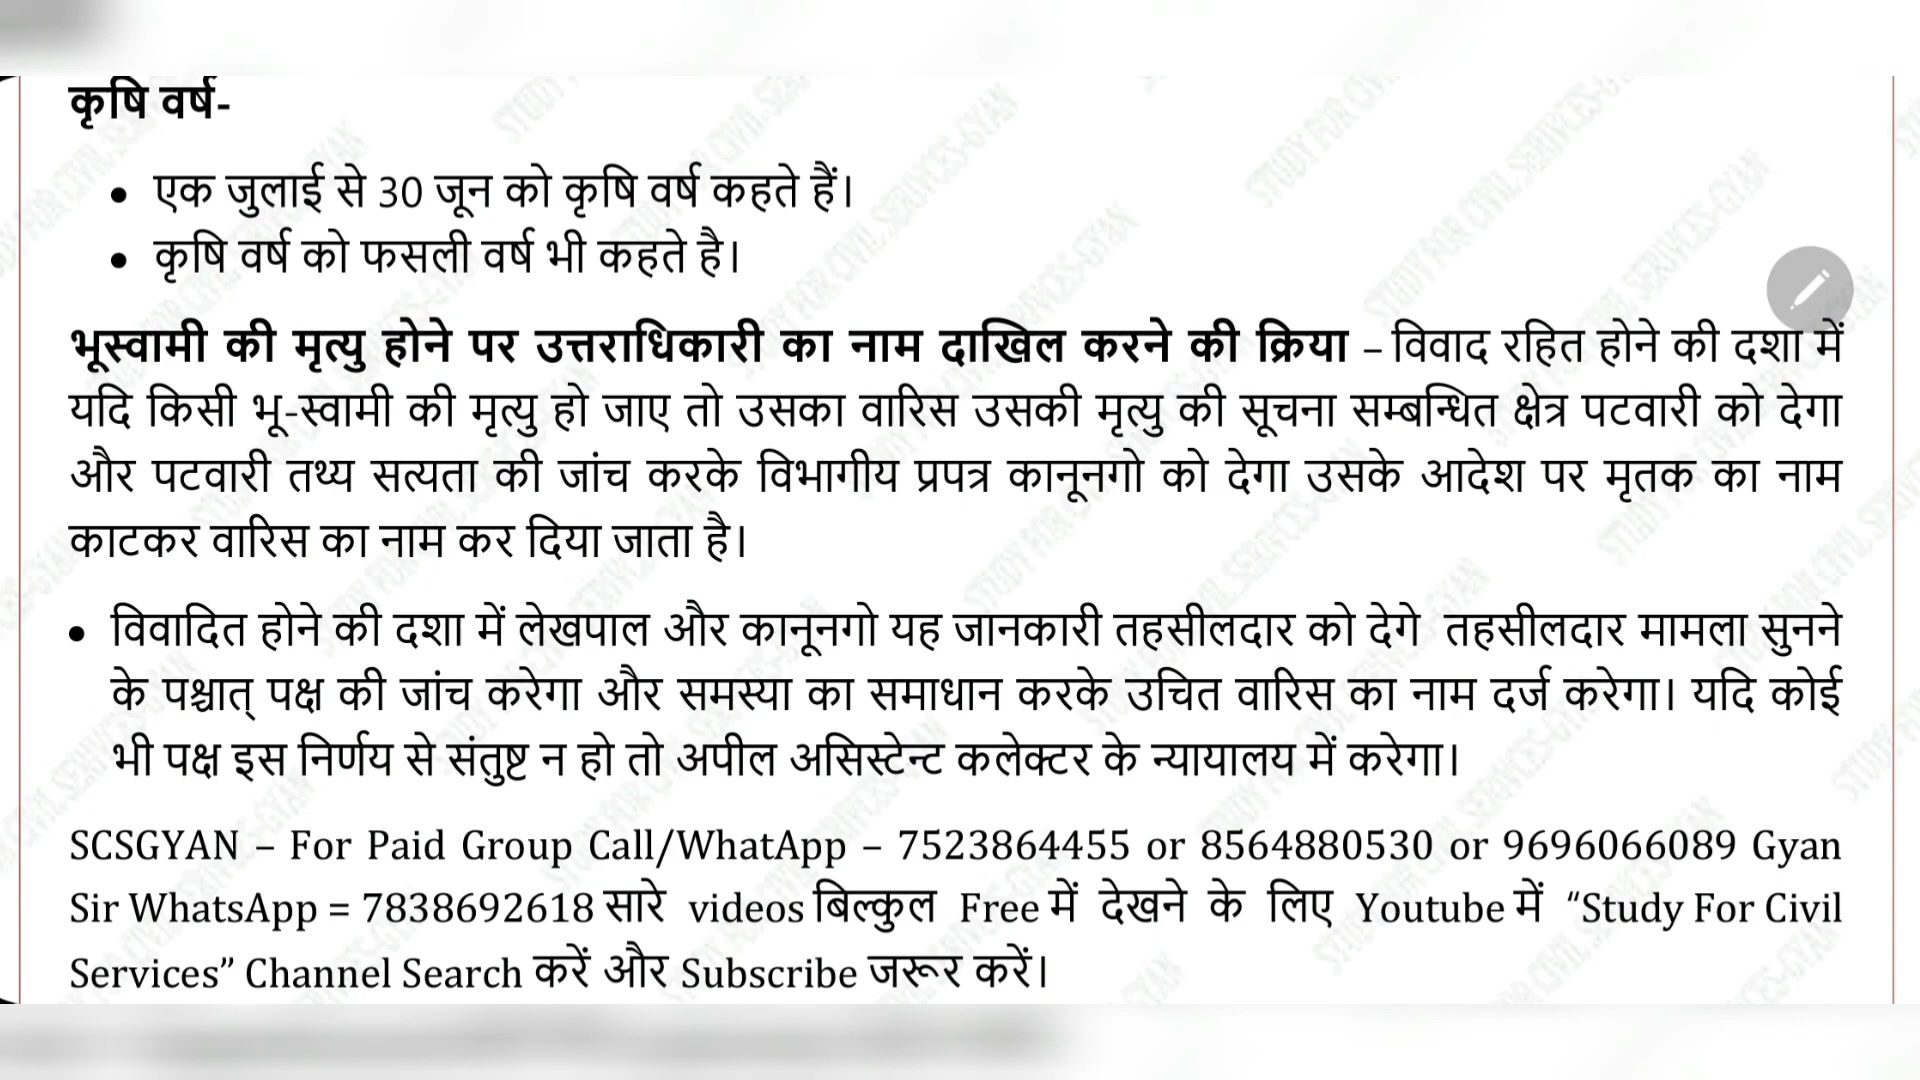 कृषि वर्ष-
• एक जुलाई से 30 जून को कृषि वर्ष कहते हैं।
• कृषि वर्ष को फसली वर्ष भी कहते है।
भूस्वामी की मृत्यु होने पर उत्तराधिकारी का नाम दाखिल करने की क्रिया – विवाद रहित होने की दशा में
यदि किसी भू-स्वामी की मृत्यु हो जाए तो उसका वारिस उसकी मृत्यु की सूचना सम्बन्धित क्षेत्र पटवारी को देगा
और पटवारी तथ्य सत्यता की जांच करके विभागीय प्रपत्र कानूनगो को देगा उसके आदेश पर मृतक का नाम
काटकर वारिस का नाम कर दिया जाता है।
• विवादित होने की दशा में लेखपाल और कानूनगो यह जानकारी तहसीलदार को देगे तहसीलदार मामला सुनने
के पश्चात् पक्ष की जांच करेगा और समस्या का समाधान करके उचित वारिस का नाम दर्ज करेगा। यदि कोई
भी पक्ष इस निर्णय से संतुष्ट न हो तो अपील असिस्टेन्ट कलेक्टर के न्यायालय में करेगा।
SCSGYAN – For Paid Group Call/WhatApp – 7523864455 or 8564880530 or 9696066089 Gyan
Sir WhatsApp = 7838692618 सारे videos बिल्कुल Free में देखने के लिए Youtube में “Study For Civil
Services” Channel Search करें और Subscribe जरूर करें।